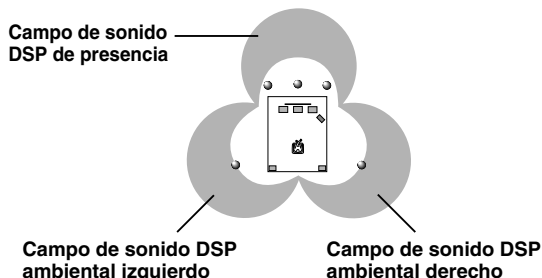 Campo de sonido
DSP de presencia
Campo de sonido DSP
ambiental izquierdo
Campo de sonido DSP
ambiental derecho